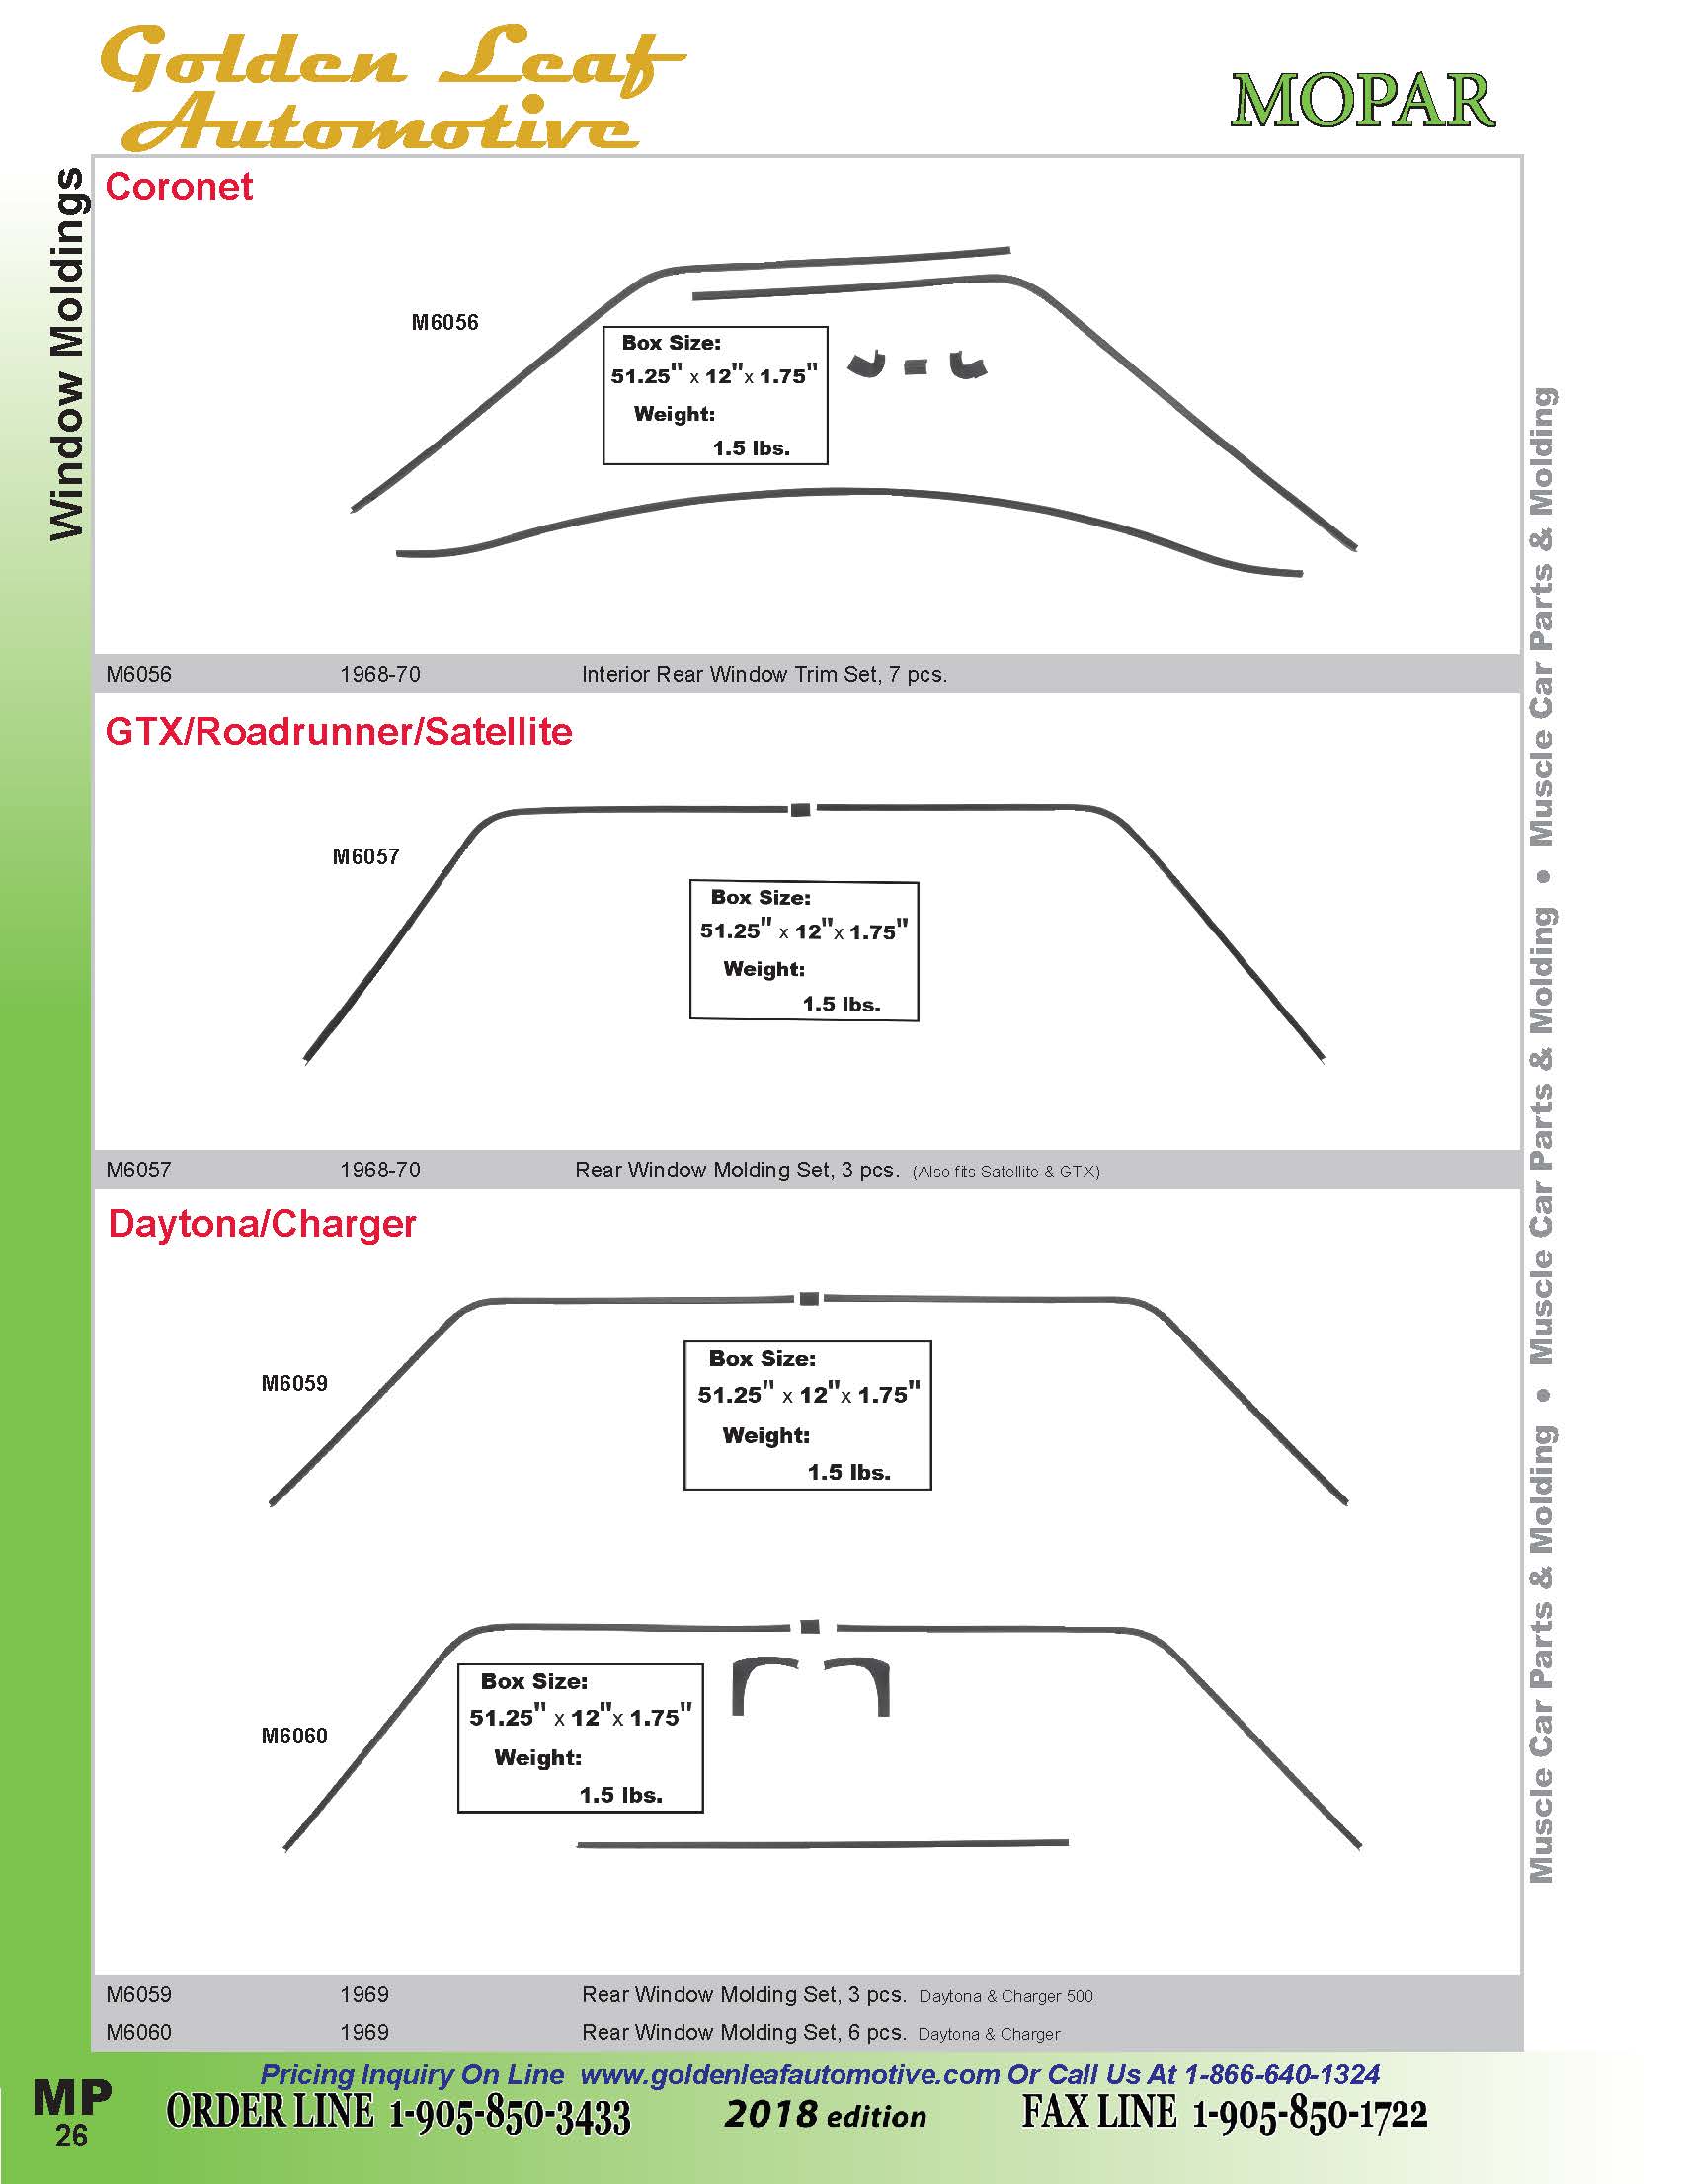 Golden Leaf
Automotive
MOPAR
Window Moldings
Coronet
M6056
Box Size:
51.25" x 12"x 1.75"
Weight:
1.5 lbs.
M6056 1968-70 Interior Rear Window Trim Set, 7 pcs.
GTX/Roadrunner/Satellite
M6057
Box Size:
51.25" x 12"x 1.75"
Weight:
1.5 lbs.
M6057 1968-70 Rear Window Molding Set, 3 pcs. (Also fits Satellite & GTX)
Daytona/Charger
M6059
Box Size:
51.25" x 12"x 1.75"
Weight:
1.5 lbs.
M6060
Box Size:
51.25" x 12"x 1.75"
Weight:
1.5 lbs.
M6059 1969 Rear Window Molding Set, 3 pcs. Daytona & Charger 500
M6060 1969 Rear Window Molding Set, 6 pcs. Daytona & Charger
Muscle Car Parts & Molding • Muscle Car Parts & Molding • Muscle Car Parts & Molding
Pricing Inquiry On Line www.goldenleafautomotive.com Or Call Us At 1-866-640-1324
MP
26
ORDER LINE 1-905-850-3433 2018 edition FAX LINE 1-905-850-1722